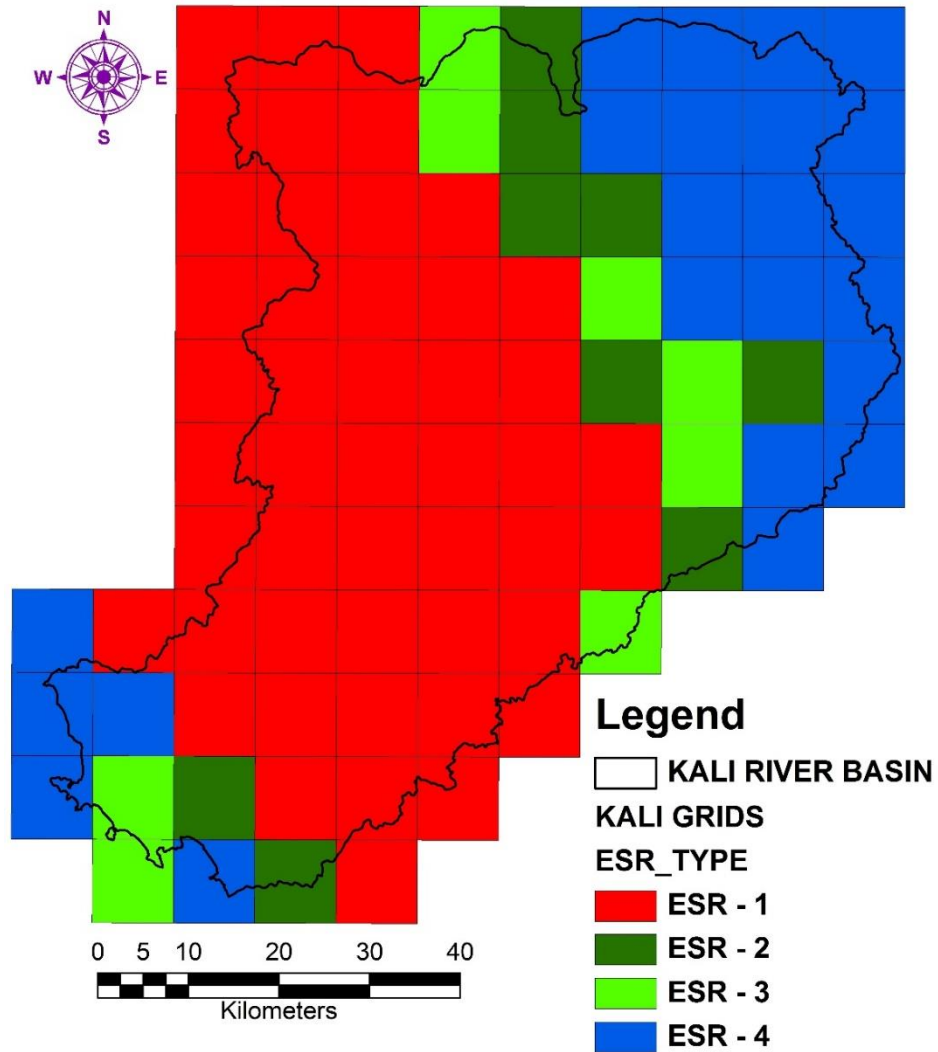 N
W E
S
Legend
KALI RIVER BASIN
KALI GRIDS
ESR_TYPE
ESR - 1
ESR - 2
ESR - 3
ESR - 4
0 5 10 20 30 40
Kilometers